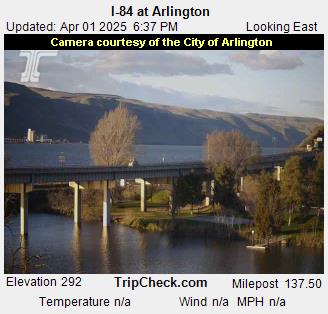 I-84 at Arlington
Updated: Apr 01 2025 6:37 PM Looking East
Camera courtesy of the City of Arlington
Elevation 292 TripCheck.com Milepost 137.50
Temperature n/a Wind n/a MPH n/a